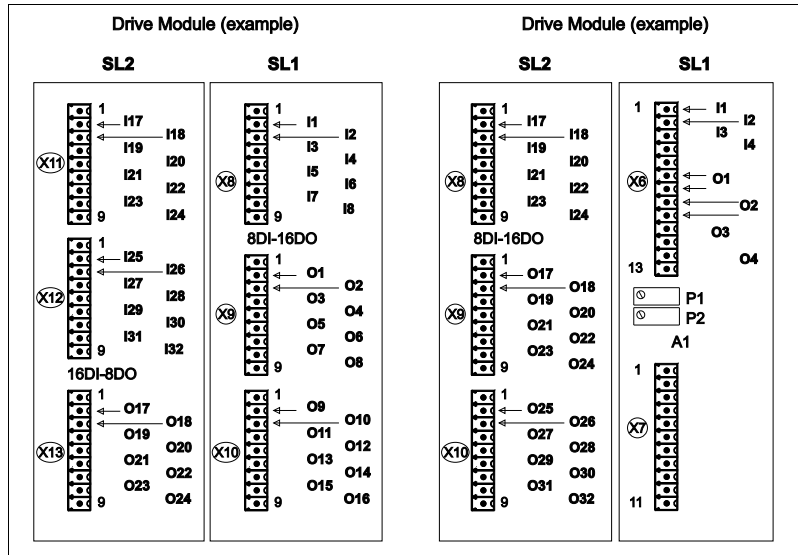 Drive Module (example)
SL2
SL1
1
I17
I18
I19
X11
I20
I21
I22
I23
9
I24
1
I25
I26
I27
X12
I28
I29
I30
I31
9
I32
16DI-8DO
1
O17
O18
O19
X13
O20
O21
O22
O23
9
O24
1
I1
I2
I3
I4
X8
I5
I6
I7
9
I8
8DI-16DO
1
O1
O2
O3
X9
O4
O5
O6
O7
9
O8
1
O9
O10
O11
X10
O12
O13
O14
O15
9
O16
Drive Module (example)
SL2
SL1
1
I17
I18
I19
I20
X8
I21
I22
I23
9
I24
8DI-16DO
1
O17
O18
O19
X9
O20
O21
O22
O23
9
O24
1
O25
O26
O27
X10
O28
O29
O30
O31
9
O32
1
I1
I2
I3
I4
X6
O1
O2
O3
O4
13
P1
P2
A1
1
X7
11